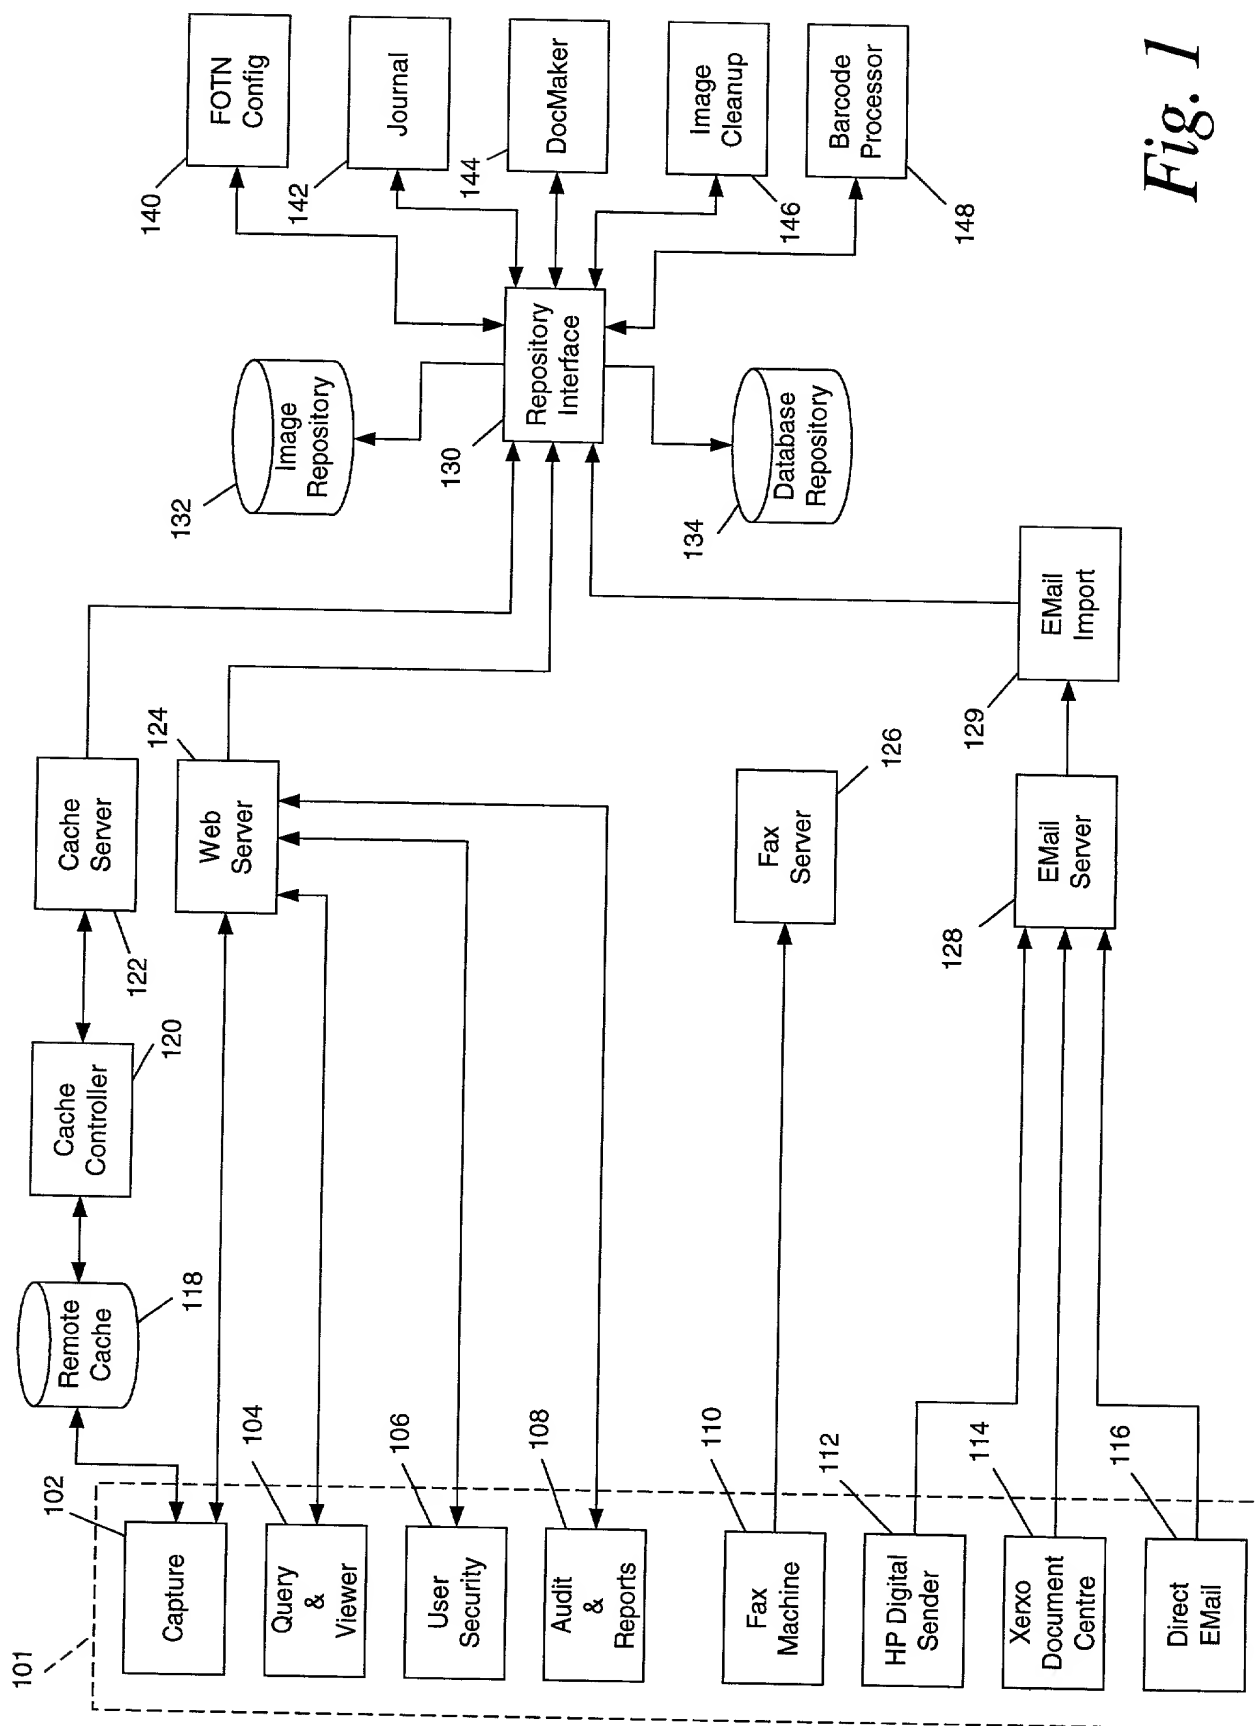 101
102
Capture
104
Query
&
Viewer
106
User
Security
108
Audit
&
Reports
110
Fax
Machine
112
HP Digital
Sender
114
Xerxo
Document
Centre
116
Direct
EMail
Remote
Cache
118
Cache
Controller
120
Cache
Server
122
Web
Server
124
Fax
Server
126
EMail
Server
128
EMail
Import
129
Image
Repository
132
Repository
Interface
130
Database
Repository
134
FOTN
Config
140
Journal
142
DocMaker
144
Image
Cleanup
146
Barcode
Processor
148
Fig. 1